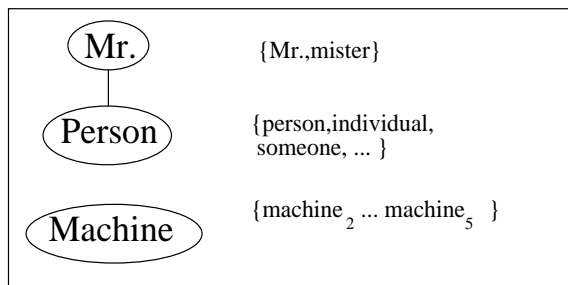 Mr. {Mr.,mister}
Person {person,individual,
someone, ... }
Machine {machine₂ ... machine₅ }